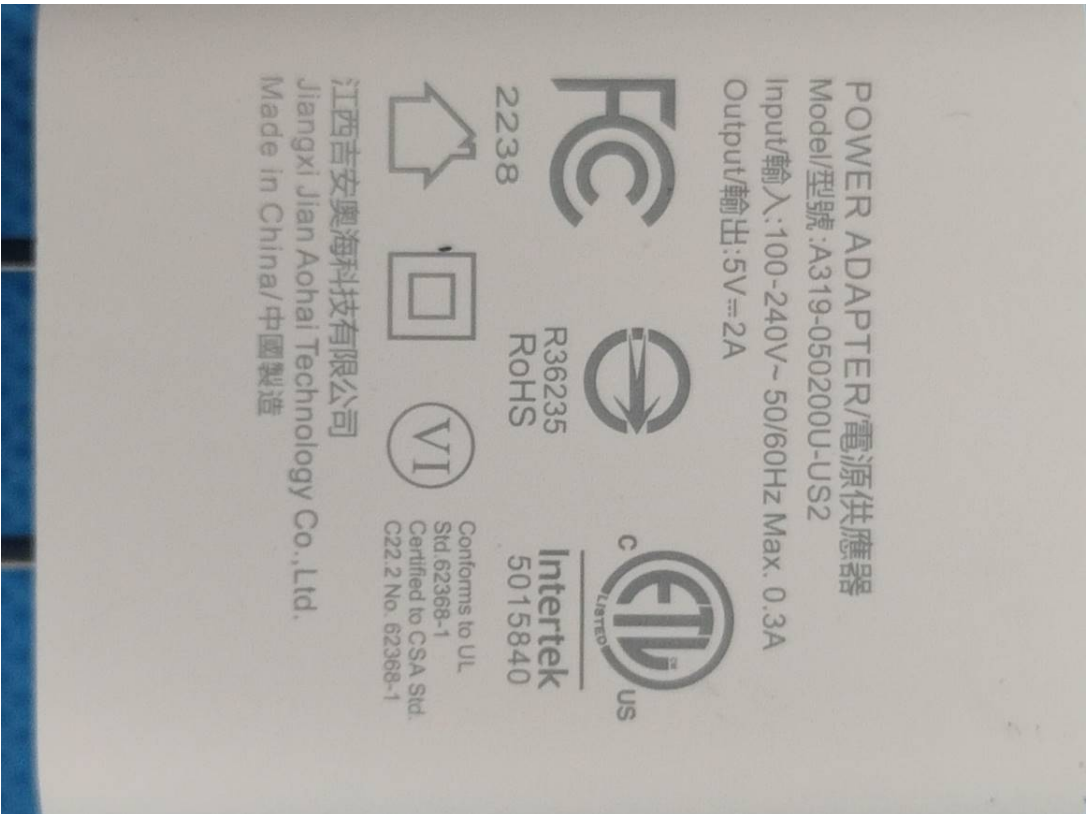 POWER ADAPTER/電源供應器
Model/型號:A319-050200U-US2
Input/輸入:100-240V~ 50/60Hz Max. 0.3A
Output/輸出:5V⎓2A
FC
2238
R36235
RoHS
C ETL US
LISTED
TM
Intertek
5015840
VI
Conforms to UL
Std.62368-1
Certified to CSA Std.
C22.2 No. 62368-1
江西吉安奧海科技有限公司
Jiangxi Jian Aohai Technology Co.,Ltd.
Made in China/中國製造